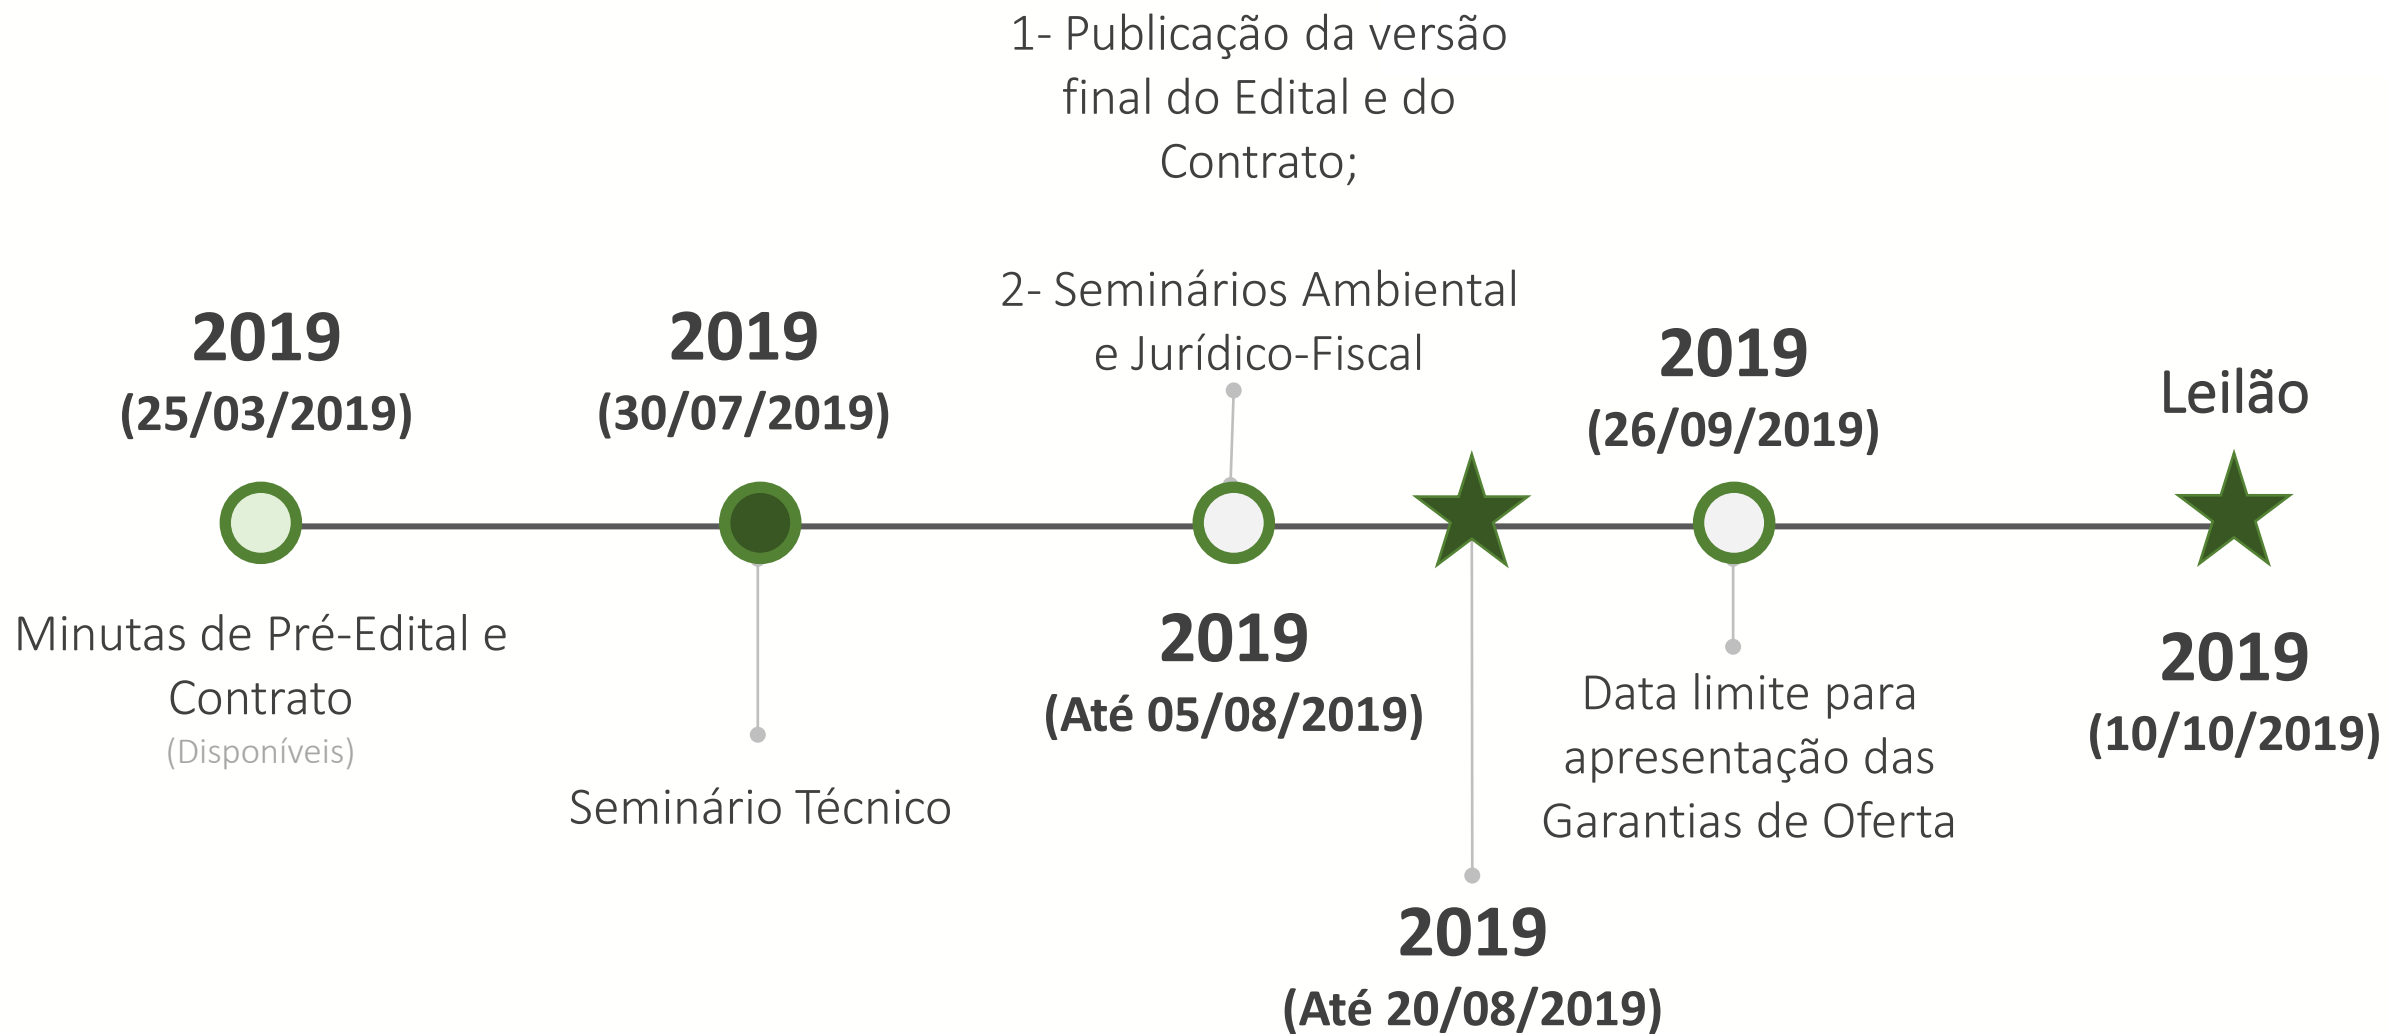 1- Publicação da versão
final do Edital e do
Contrato;
2- Seminários Ambiental
e Jurídico-Fiscal
2019
(25/03/2019)
2019
(30/07/2019)
2019
(26/09/2019)
Leilão
Minutas de Pré-Edital e
Contrato
(Disponíveis)
Seminário Técnico
2019
(Até 05/08/2019)
Data limite para
apresentação das
Garantias de Oferta
2019
(10/10/2019)
2019
(Até 20/08/2019)